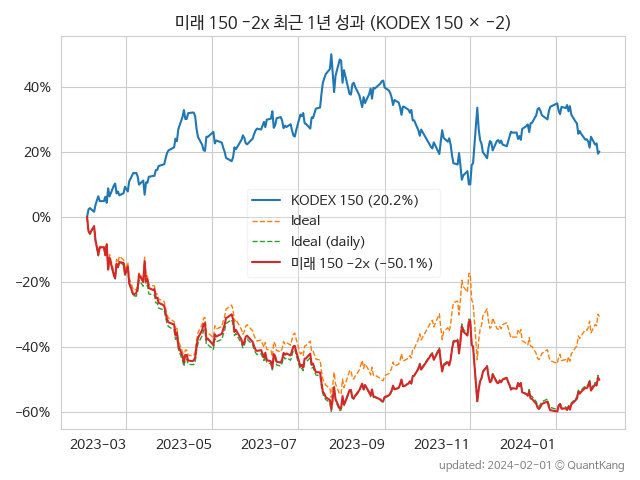 미래 150 −2x 최근 1년 성과 (KODEX 150 × −2)
40%
20%
0%
−20%
−40%
−60%
KODEX 150 (20.2%)
Ideal
Ideal (daily)
미래 150 −2x (−50.1%)
2023-03
2023-05
2023-07
2023-09
2023-11
2024-01
updated: 2024-02-01 © QuantKang